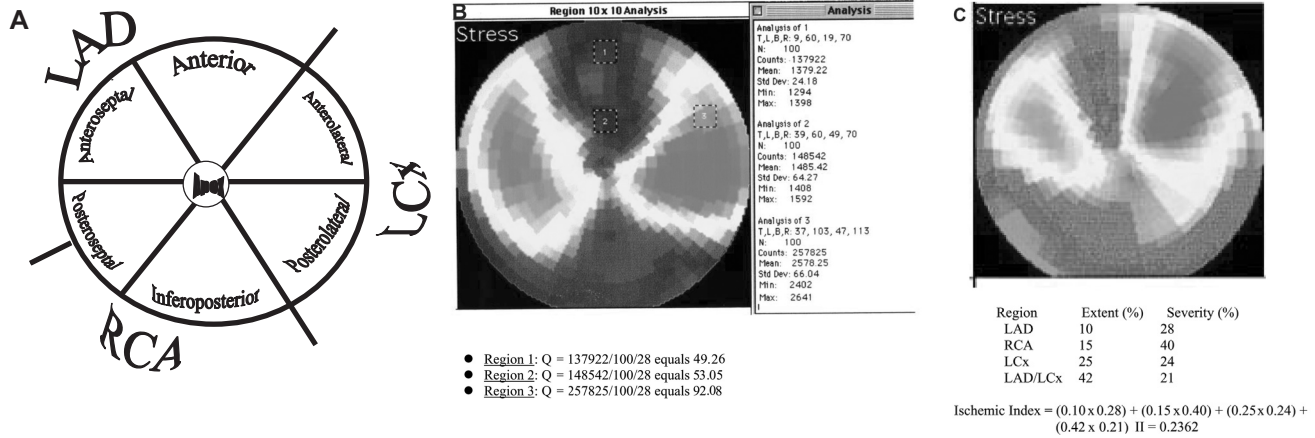 A
LAD
Anterior
Anteroseptal
Anterolateral
LCx
Posteroseptal
Posterolateral
Inferoposterior
RCA
B
Region 10 x 10 Analysis
Stress
1
2
3
Analysis
Analysis of 1
T,L,B,R: 9, 60, 19, 70
N: 100
Counts: 137922
Mean: 1379.22
Std Dev: 24.18
Min: 1294
Max: 1398
Analysis of 2
T,L,B,R: 39, 60, 49, 70
N: 100
Counts: 148542
Mean: 1485.42
Std Dev: 64.27
Min: 1408
Max: 1592
Analysis of 3
T,L,B,R: 37, 103, 47, 113
N: 100
Counts: 257825
Mean: 2578.25
Std Dev: 66.04
Min: 2402
Max: 2641
● Region 1: Q = 137922/100/28 equals 49.26
● Region 2: Q = 148542/100/28 equals 53.05
● Region 3: Q = 257825/100/28 equals 92.08
C
Stress
Region Extent (%) Severity (%)
LAD 10 28
RCA 15 40
LCx 25 24
LAD/LCx 42 21
Ischemic Index = (0.10 x 0.28) + (0.15 x 0.40) + (0.25 x 0.24) +
(0.42 x 0.21) II = 0.2362